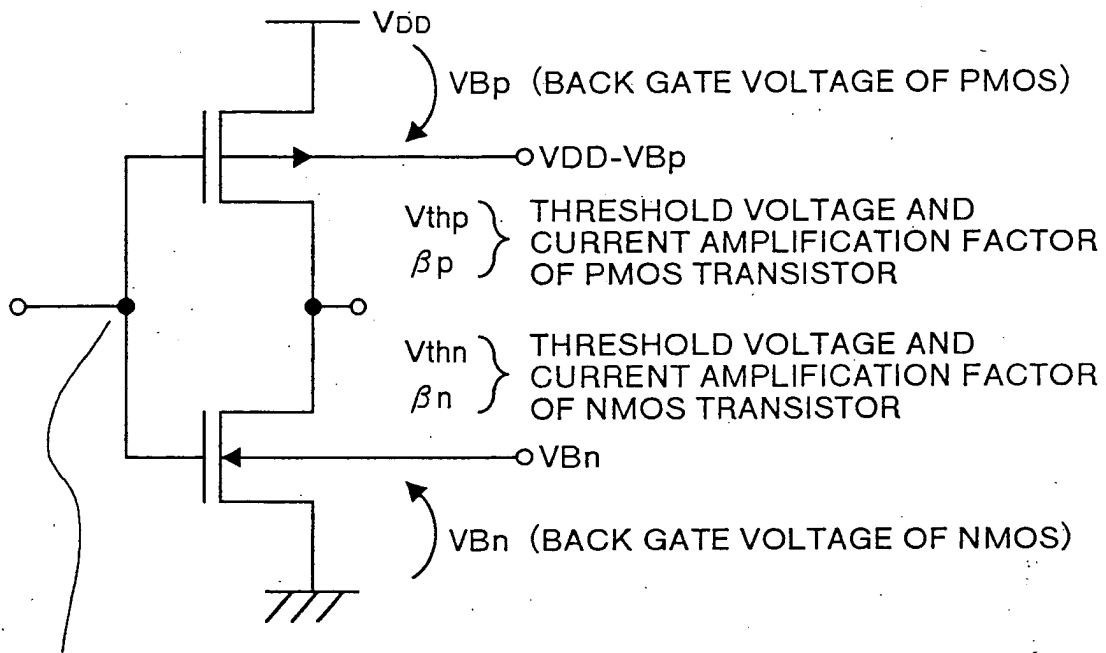 VDD
VBp (BACK GATE VOLTAGE OF PMOS)
VDD-VBp
Vthp
βp
THRESHOLD VOLTAGE AND
CURRENT AMPLIFICATION FACTOR
OF PMOS TRANSISTOR
Vthn
βn
THRESHOLD VOLTAGE AND
CURRENT AMPLIFICATION FACTOR
OF NMOS TRANSISTOR
VBn
VBn (BACK GATE VOLTAGE OF NMOS)